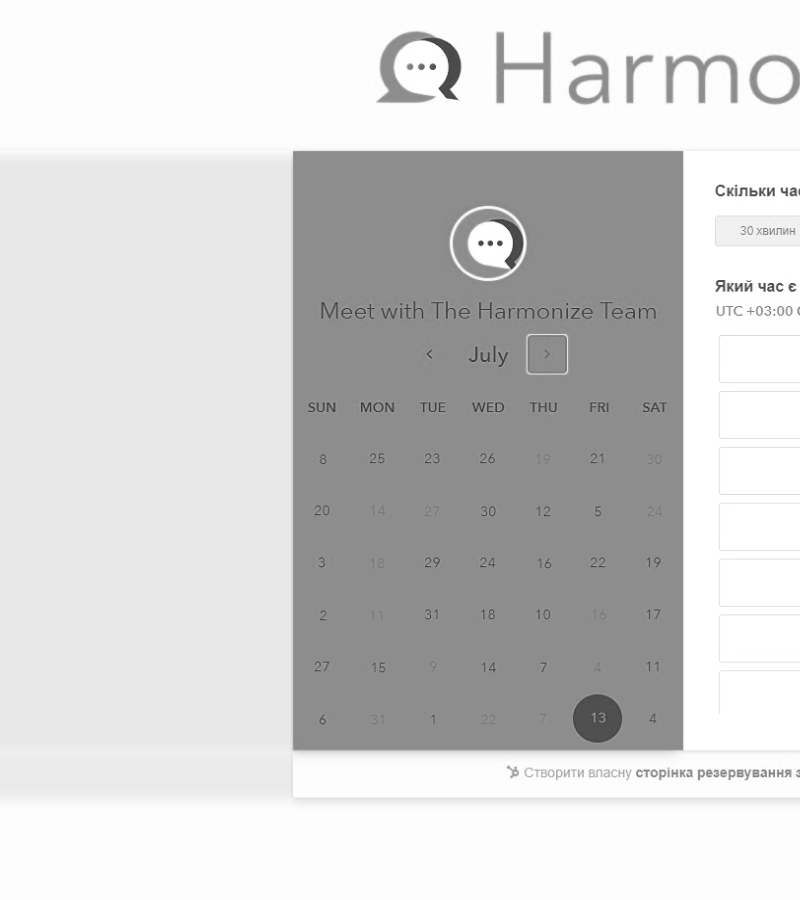 Harmo
Meet with The Harmonize Team
July
SUN MON TUE WED THU FRI SAT
8 25 23 26 19 21 30
20 14 27 30 12 5 24
3 18 29 24 16 22 19
2 11 31 18 10 16 17
27 15 9 14 7 4 11
6 31 1 22 7 13 4
Скільки час
30 хвилин
Який час є
UTC +03:00
Створити власну сторінка резервування з